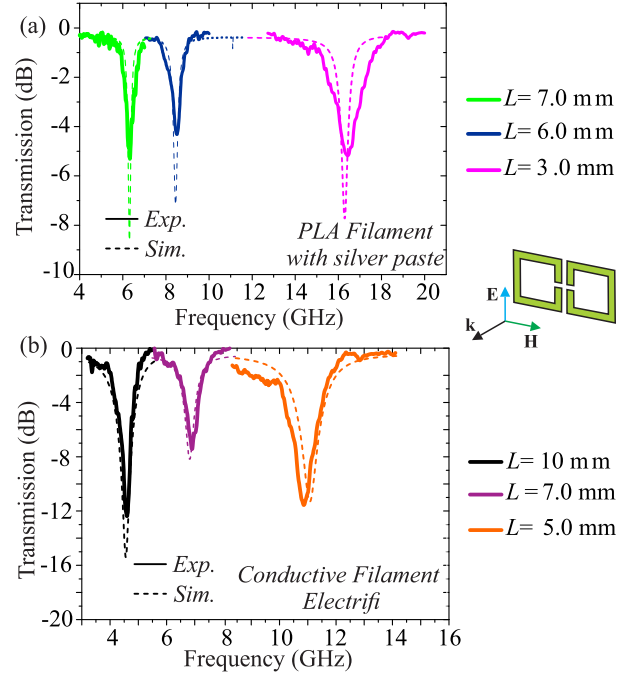 (a)
0
-2
-4
-6
-8
-10
Transmission (dB)
Exp.
Sim.
PLA Filament
with silver paste
4 6 8 10 12 14 16 18 20
Frequency (GHz)
L= 7.0 mm
L= 6.0 mm
L= 3.0 mm
E
k
H
(b)
0
-4
-8
-12
-16
-20
Transmission (dB)
Exp.
Sim.
Conductive Filament
Electrifi
4 6 8 10 12 14 16
Frequency (GHz)
L= 10 mm
L= 7.0 mm
L= 5.0 mm